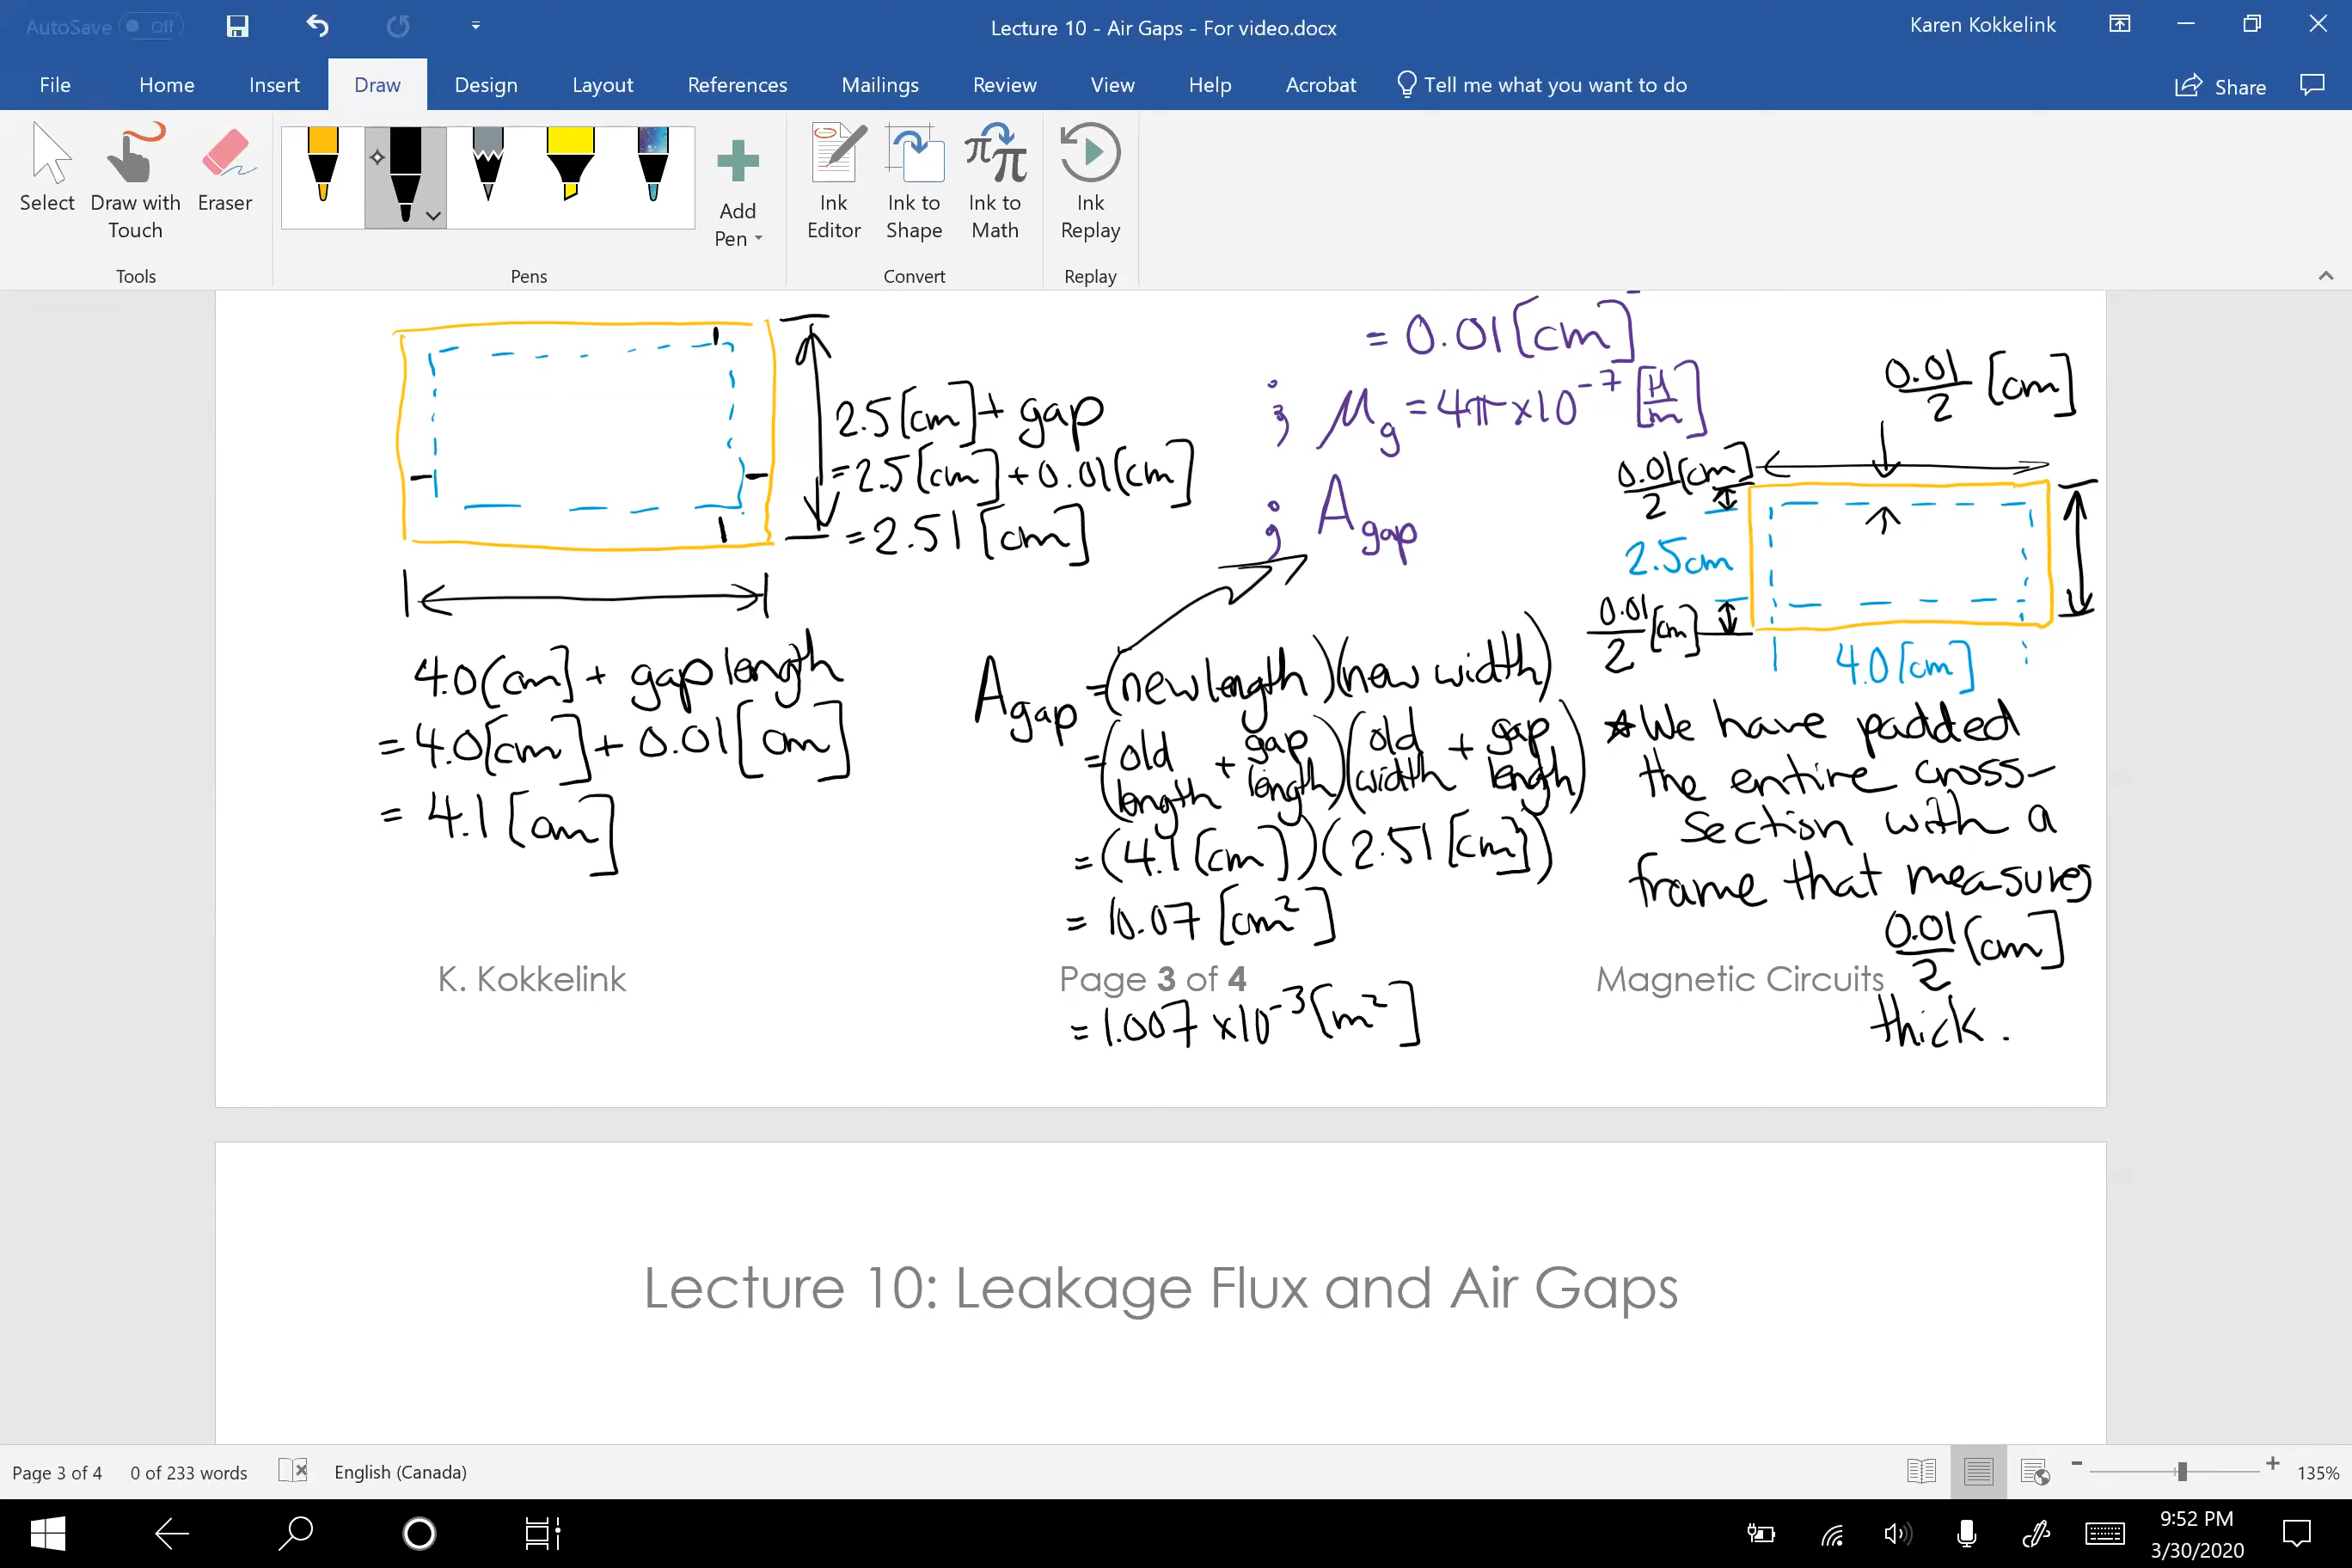 AutoSave Off
Lecture 10 - Air Gaps - For video.docx
Karen Kokkelink
File Home Insert Draw Design Layout References Mailings Review View Help Acrobat Tell me what you want to do Share
Select
Draw with Touch
Eraser
Add Pen
Ink Editor
Ink to Shape
Ink to Math
Ink Replay
Tools
Pens
Convert
Replay
2.5 [cm] + gap
= 2.5 [cm] + 0.01 [cm]
= 2.51 [cm]
4.0 [cm] + gap length
= 4.0 [cm] + 0.01 [cm]
= 4.1 [cm]
= 0.01 [cm]
; μg = 4π x10⁻⁷ [H/m]
; Agap
Agap = (new length)(new width)
= (old length + gap length)(old width + gap length)
= (4.1 [cm])(2.51 [cm])
= 10.07 [cm²]
= 1.007 x10⁻³ [m²]
0.01/2 [cm]
0.01/2 [cm]
2.5cm
0.01/2 [cm]
4.0 [cm]
* We have padded
the entire cross-
section with a
frame that measures
0.01/2 [cm]
thick.
K. Kokkelink
Page 3 of 4
Magnetic Circuits
Lecture 10: Leakage Flux and Air Gaps
Page 3 of 4 0 of 233 words English (Canada)
135%
9:52 PM
3/30/2020